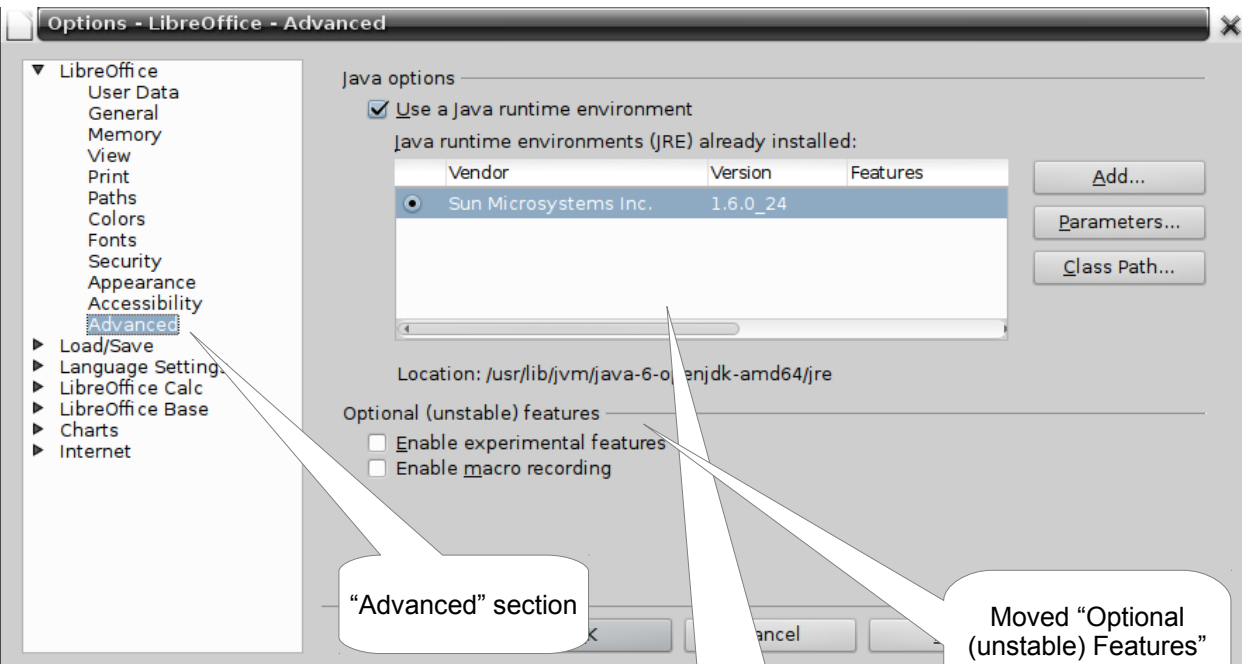 Options - LibreOffice - Advanced
LibreOffice
User Data
General
Memory
View
Print
Paths
Colors
Fonts
Security
Appearance
Accessibility
Advanced
Load/Save
Language Settings
LibreOffice Calc
LibreOffice Base
Charts
Internet
Java options
Use a Java runtime environment
Java runtime environments (JRE) already installed:
Vendor Version Features
Sun Microsystems Inc. 1.6.0_24
Add...
Parameters...
Class Path...
Location: /usr/lib/jvm/java-6-openjdk-amd64/jre
Optional (unstable) features
Enable experimental features
Enable macro recording
“Advanced” section
Moved “Optional
(unstable) Features”